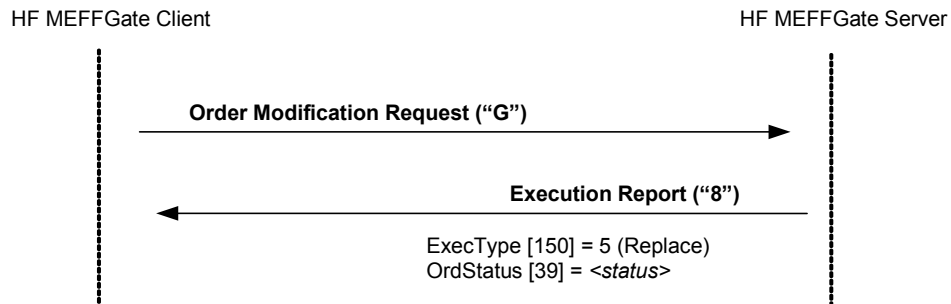 HF MEFFGate Client
HF MEFFGate Server
Order Modification Request (“G”)
Execution Report (“8”)
ExecType [150] = 5 (Replace)
OrdStatus [39] = <status>